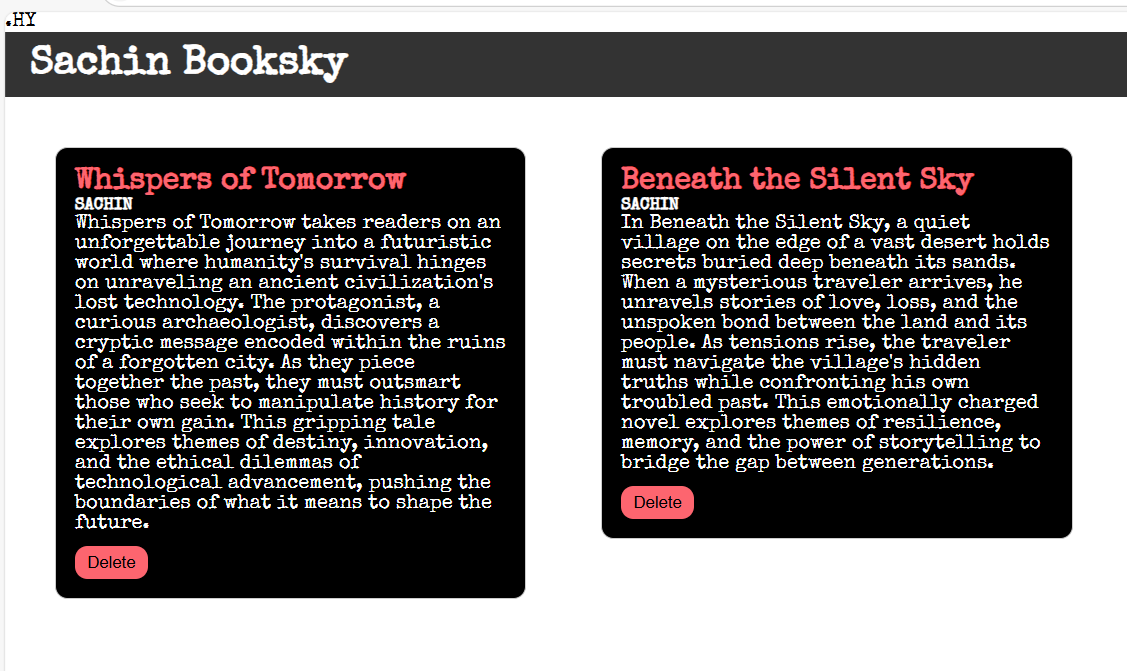 .HY
Sachin Booksky
Whispers of Tomorrow
SACHIN
Whispers of Tomorrow takes readers on an
unforgettable journey into a futuristic
world where humanity's survival hinges
on unraveling an ancient civilization's
lost technology. The protagonist, a
curious archaeologist, discovers a
cryptic message encoded within the ruins
of a forgotten city. As they piece
together the past, they must outsmart
those who seek to manipulate history for
their own gain. This gripping tale
explores themes of destiny, innovation,
and the ethical dilemmas of
technological advancement, pushing the
boundaries of what it means to shape the
future.
Delete
Beneath the Silent Sky
SACHIN
In Beneath the Silent Sky, a quiet
village on the edge of a vast desert holds
secrets buried deep beneath its sands.
When a mysterious traveler arrives, he
unravels stories of love, loss, and the
unspoken bond between the land and its
people. As tensions rise, the traveler
must navigate the village's hidden
truths while confronting his own
troubled past. This emotionally charged
novel explores themes of resilience,
memory, and the power of storytelling to
bridge the gap between generations.
Delete